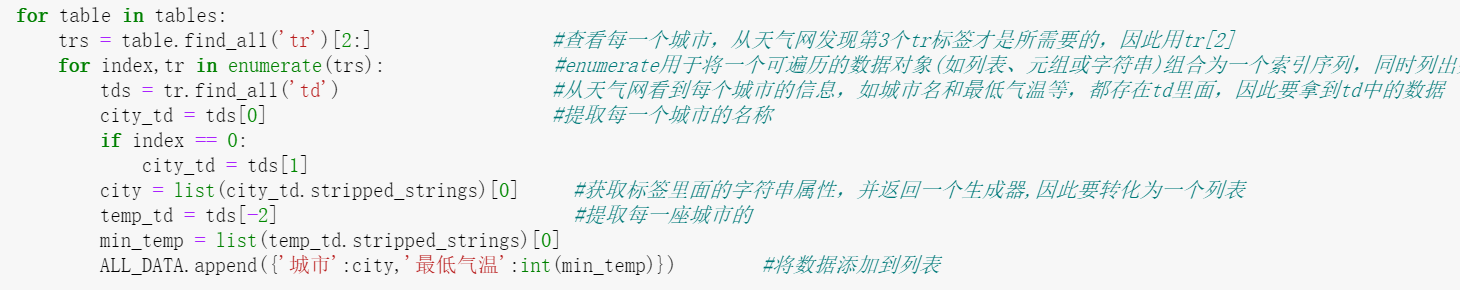 for table in tables:
    trs = table.find_all('tr')[2:]                 #查看每一个城市，从天气网发现第3个tr标签才是所需要的，因此用tr[2]
    for index,tr in enumerate(trs):                #enumerate用于将一个可遍历的数据对象(如列表、元组或字符串)组合为一个索引序列，同时列出
        tds = tr.find_all('td')                    #从天气网看到每个城市的信息，如城市名和最低气温等，都存在td里面，因此要拿到td中的数据
        city_td = tds[0]                           #提取每一个城市的名称
        if index == 0:
            city_td = tds[1]
        city = list(city_td.stripped_strings)[0]     #获取标签里面的字符串属性，并返回一个生成器,因此要转化为一个列表
        temp_td = tds[-2]                            #提取每一座城市的
        min_temp = list(temp_td.stripped_strings)[0]
        ALL_DATA.append({'城市':city,'最低气温':int(min_temp)})        #将数据添加到列表